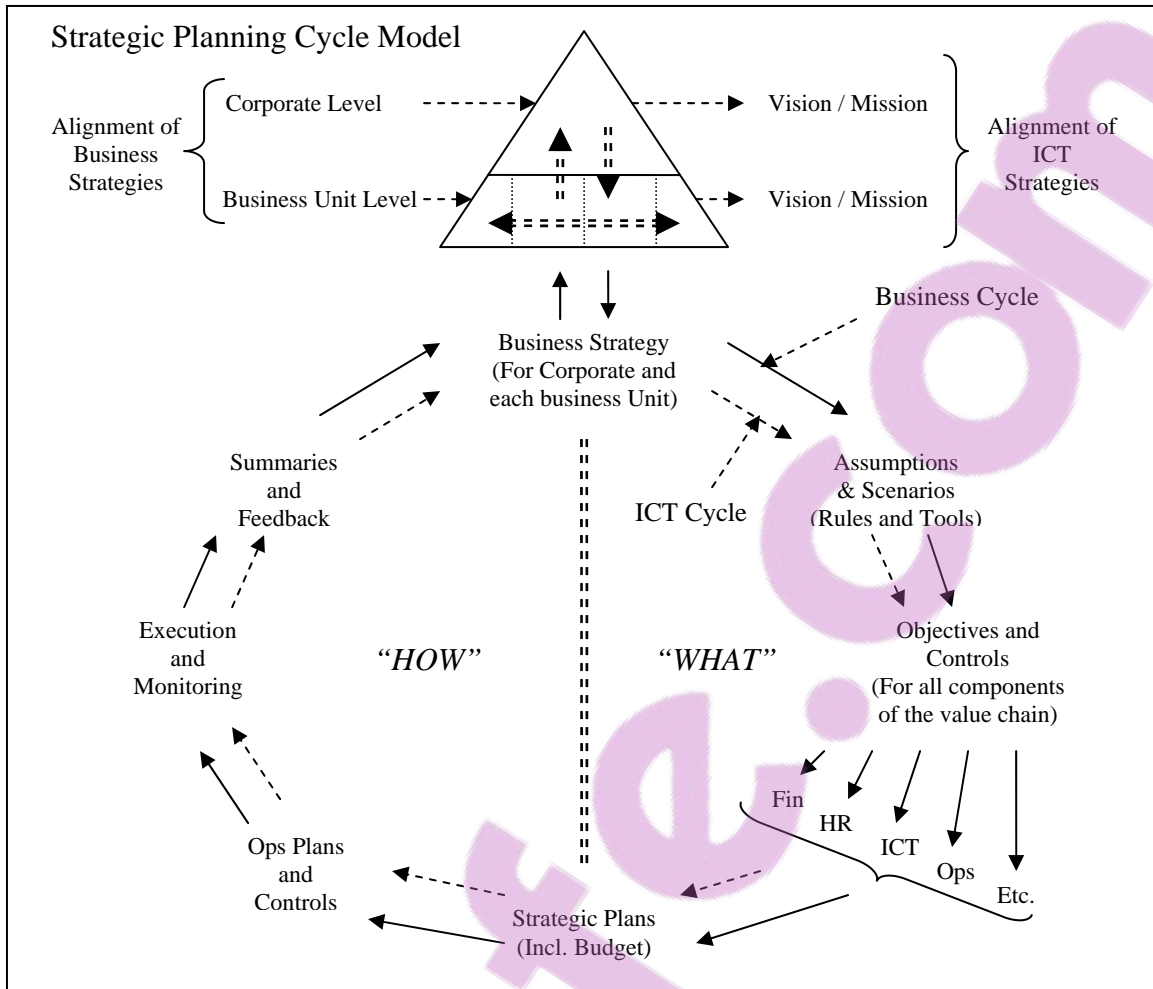 Strategic Planning Cycle Model
Corporate Level
Vision / Mission
Alignment of
Business
Strategies
Alignment of
ICT
Strategies
Business Unit Level
Vision / Mission
Business Cycle
Business Strategy
(For Corporate and
each business Unit)
Summaries
and
Feedback
ICT Cycle
Assumptions
& Scenarios
(Rules and Tools)
Execution
and
Monitoring
“HOW”
“WHAT”
Objectives and
Controls
(For all components
of the value chain)
Fin
HR
ICT
Ops
Etc.
Ops Plans
and
Controls
Strategic Plans
(Incl. Budget)
fe.com